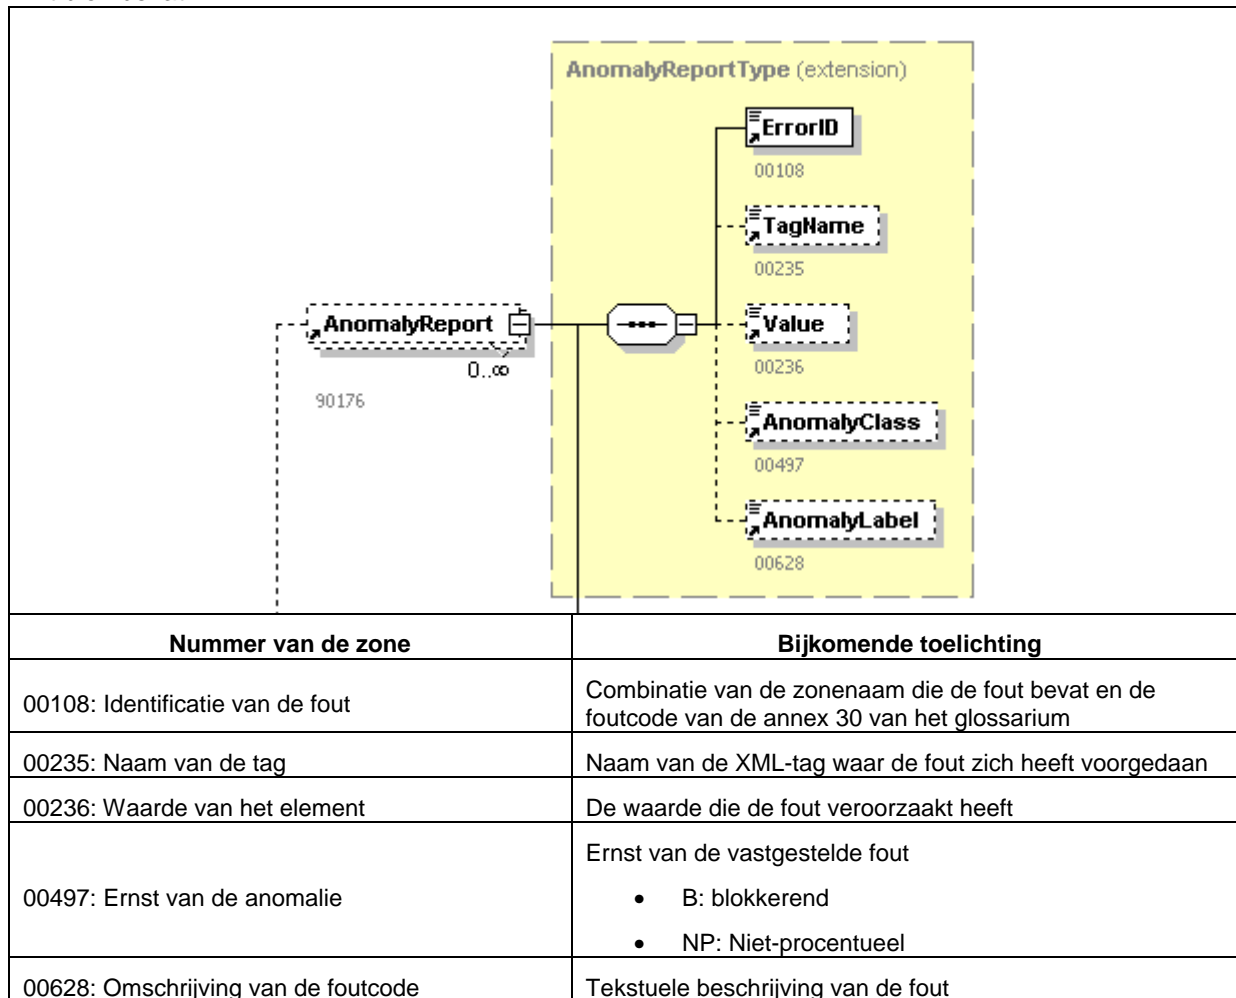 AnomalyReportType (extension)
ErrorID
00108
TagName
00235
AnomalyReport
0..∞
90176
Value
00236
AnomalyClass
00497
AnomalyLabel
00628
Nummer van de zone
Bijkomende toelichting
00108: Identificatie van de fout
Combinatie van de zonenaam die de fout bevat en de
foutcode van de annex 30 van het glossarium
00235: Naam van de tag
Naam van de XML-tag waar de fout zich heeft voorgedaan
00236: Waarde van het element
De waarde die de fout veroorzaakt heeft
00497: Ernst van de anomalie
Ernst van de vastgestelde fout
• B: blokkerend
• NP: Niet-procentueel
00628: Omschrijving van de foutcode
Tekstuele beschrijving van de fout